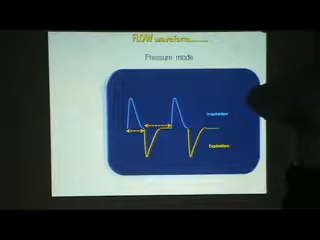 FLOW waveform..........
Pressure mode
Inspiration
Expiration